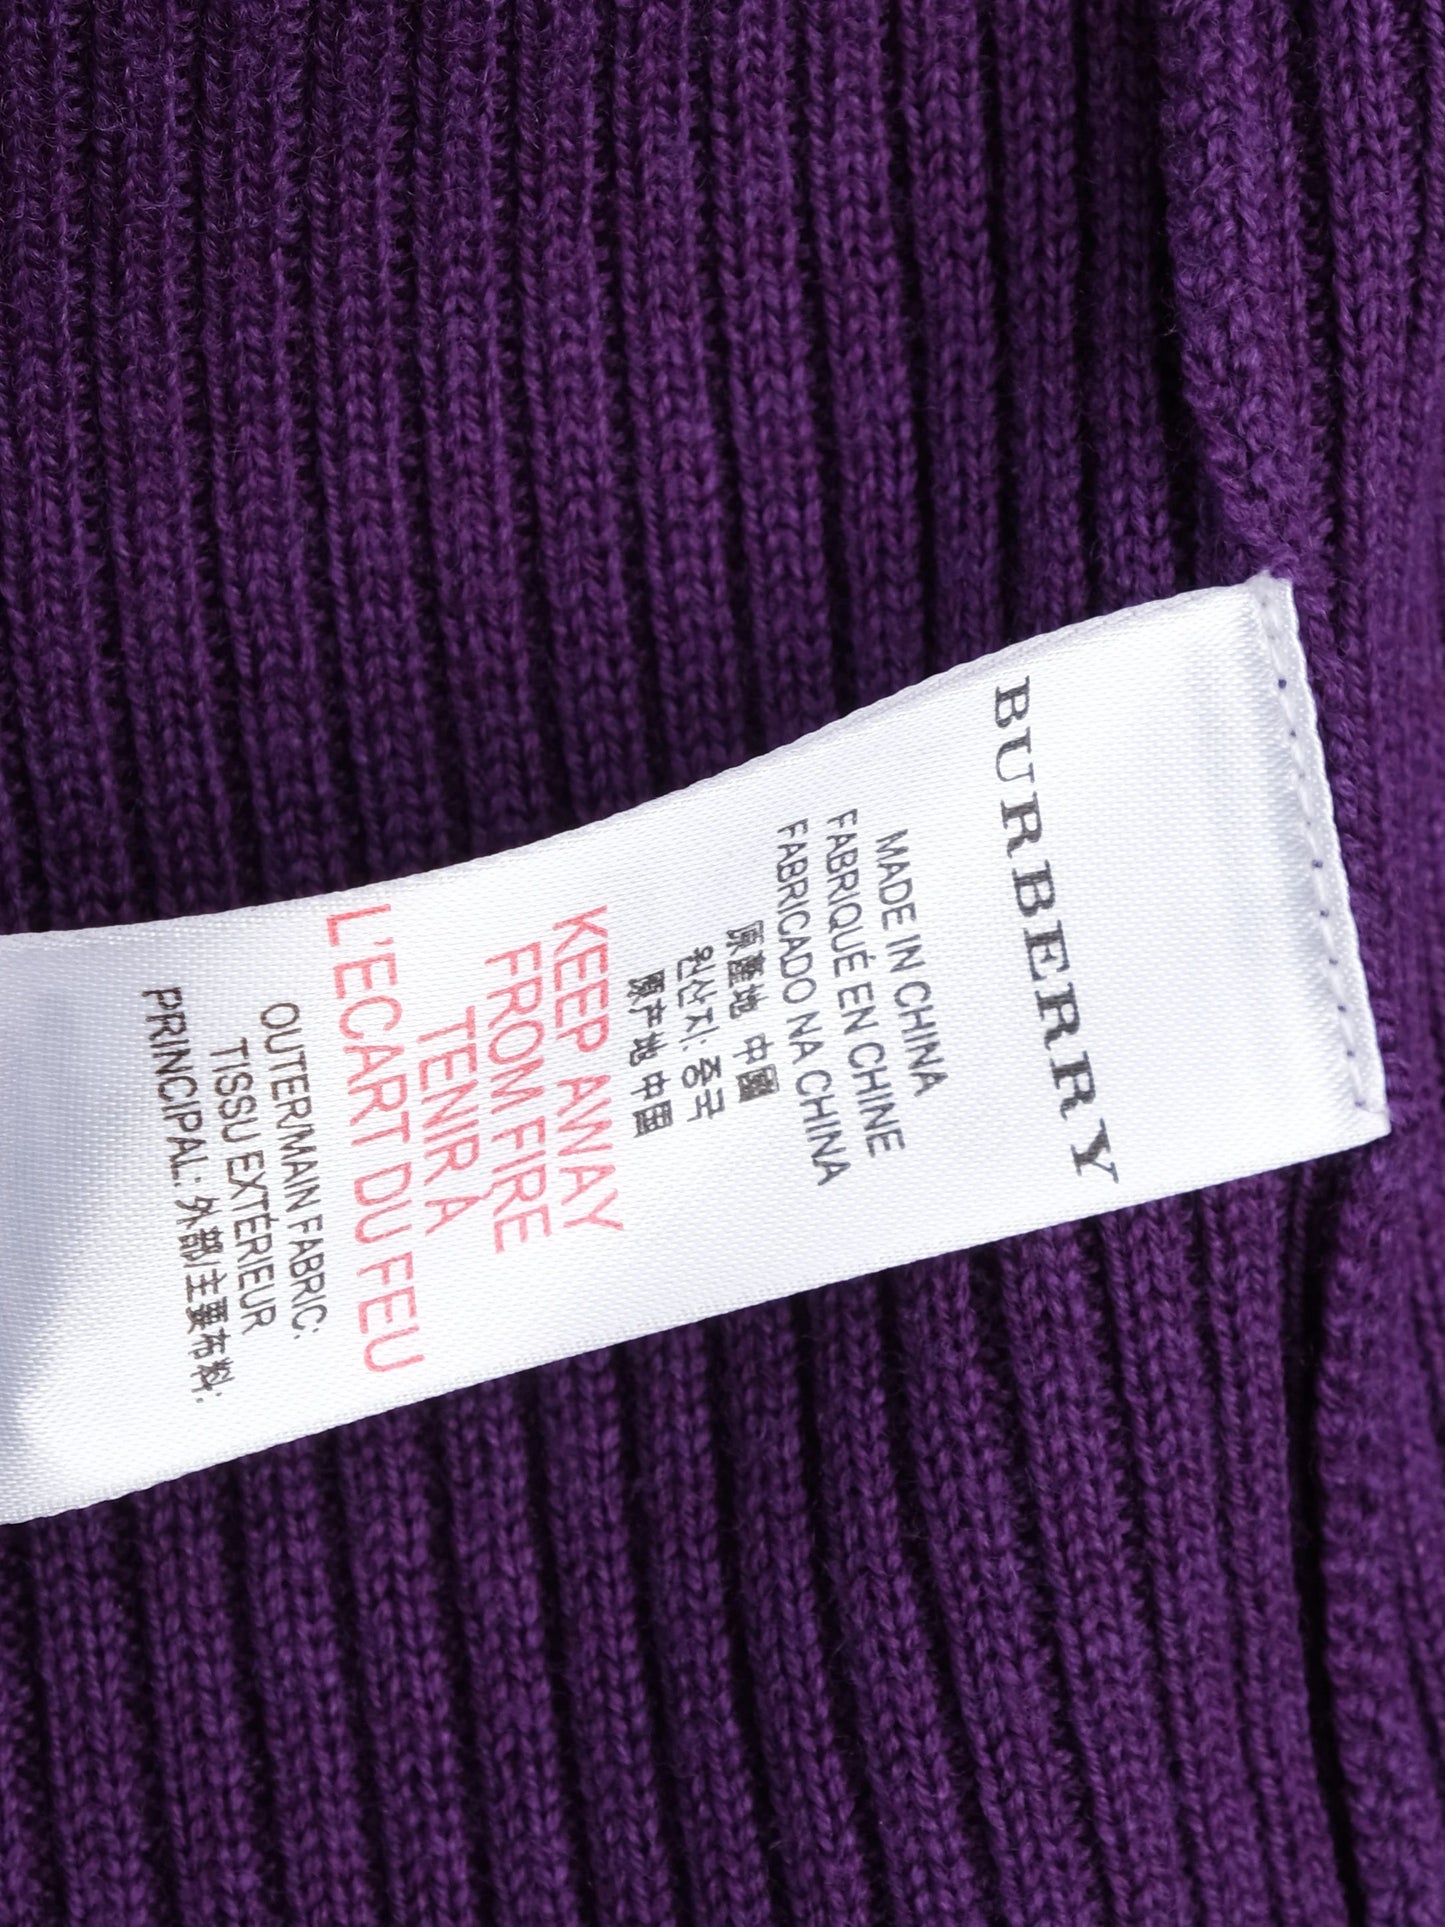 BURBERRY
MADE IN CHINA
FABRIQUÉ EN CHINE
FABRICADO NA CHINA
原產地 中國
원산지: 중국
原产地 中国
KEEP AWAY
FROM FIRE
TENIR A
L'ECART DU FEU
OUTER/MAIN FABRIC:
TISSU EXTÉRIEUR
PRINCIPAL: 外部/主要布料: